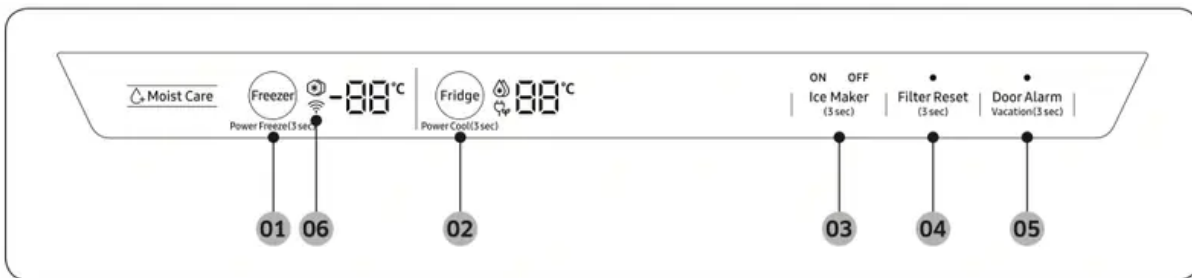 Moist Care
Freezer
-88°C
Power Freeze(3 sec)
Fridge
88°C
Power Cool(3 sec)
ON OFF
Ice Maker
(3 sec)
Filter Reset
(3 sec)
Door Alarm
Vacation(3 sec)
01 06 02 03 04 05